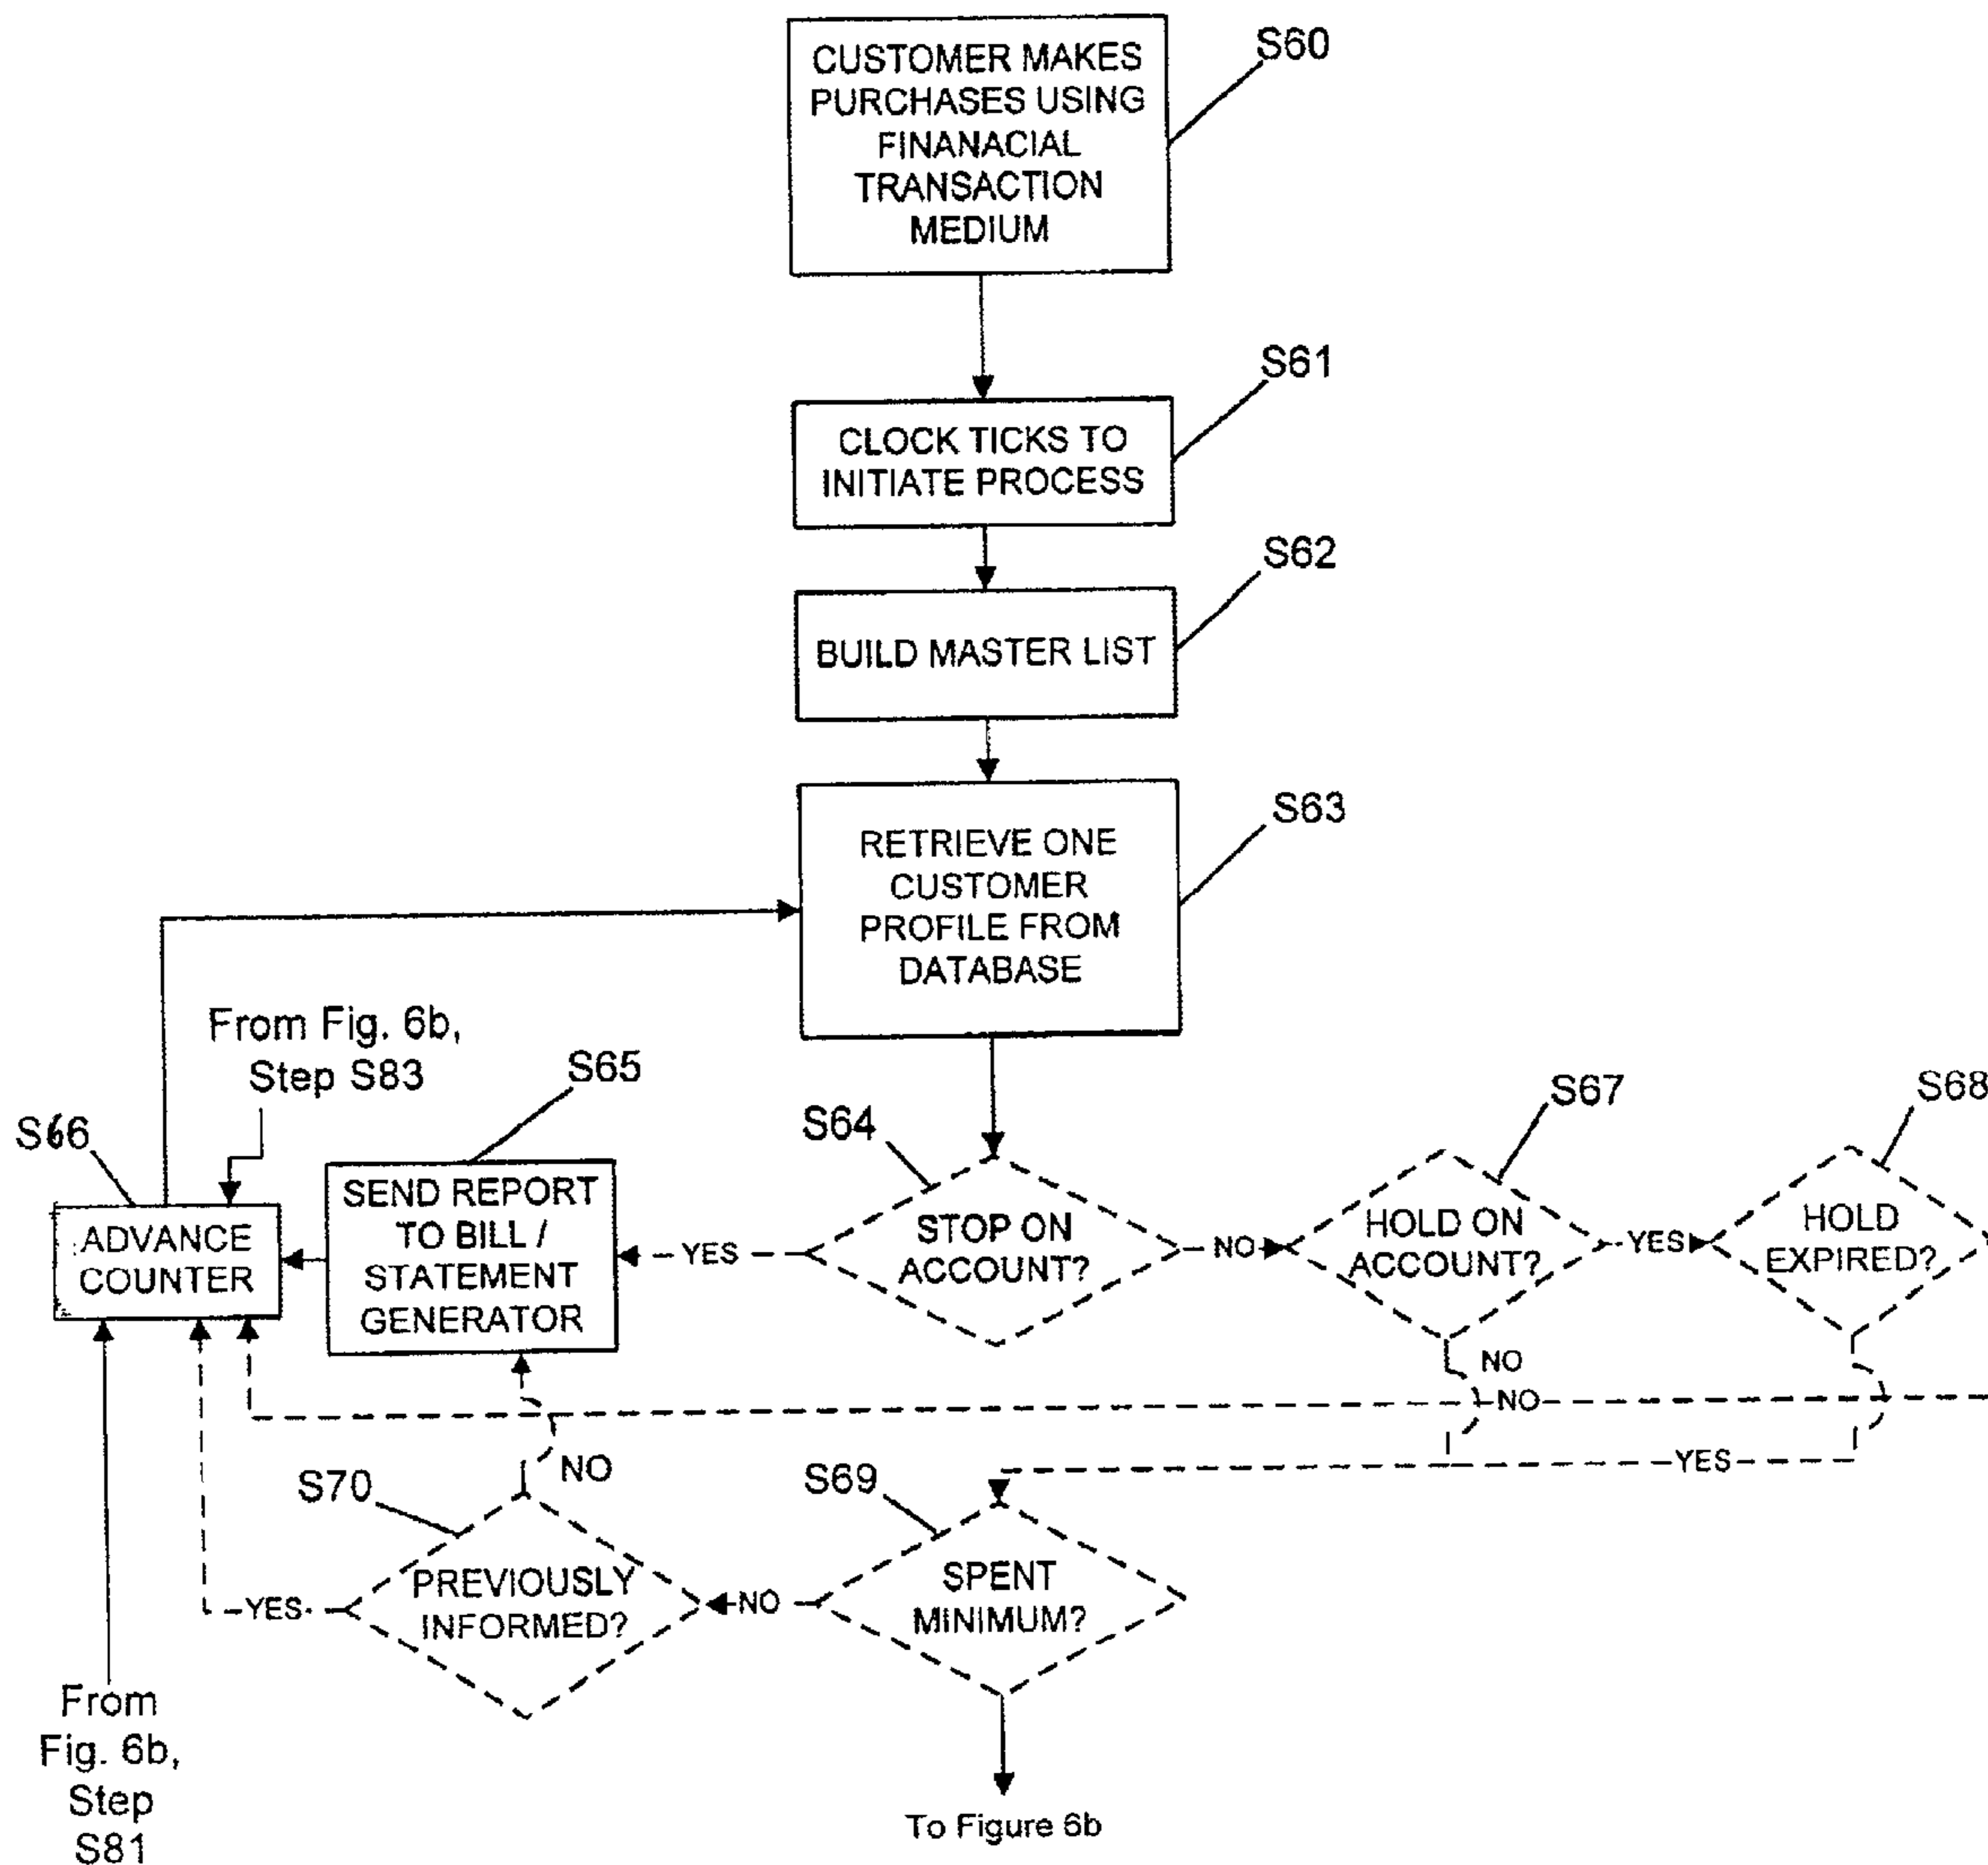 CUSTOMER MAKES
PURCHASES USING
FINANACIAL
TRANSACTION
MEDIUM
S60
CLOCK TICKS TO
INITIATE PROCESS
S61
BUILD MASTER LIST
S62
RETRIEVE ONE
CUSTOMER
PROFILE FROM
DATABASE
S63
From Fig. 6b,
Step S83
S66
ADVANCE
COUNTER
S65
SEND REPORT
TO BILL /
STATEMENT
GENERATOR
YES
S64
STOP ON
ACCOUNT?
NO
S67
HOLD ON
ACCOUNT?
YES
S68
HOLD
EXPIRED?
NO
NO
YES
S70
NO
PREVIOUSLY
INFORMED?
YES
NO
S69
SPENT
MINIMUM?
From
Fig. 6b,
Step
S81
To Figure 6b